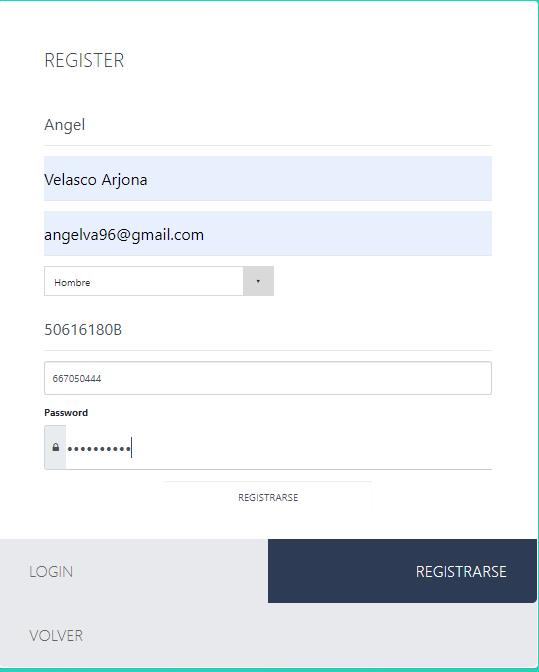 REGISTER
Angel
Velasco Arjona
angelva96@gmail.com
Hombre
50616180B
667050444
Password
••••••••••
REGISTRARSE
LOGIN
REGISTRARSE
VOLVER